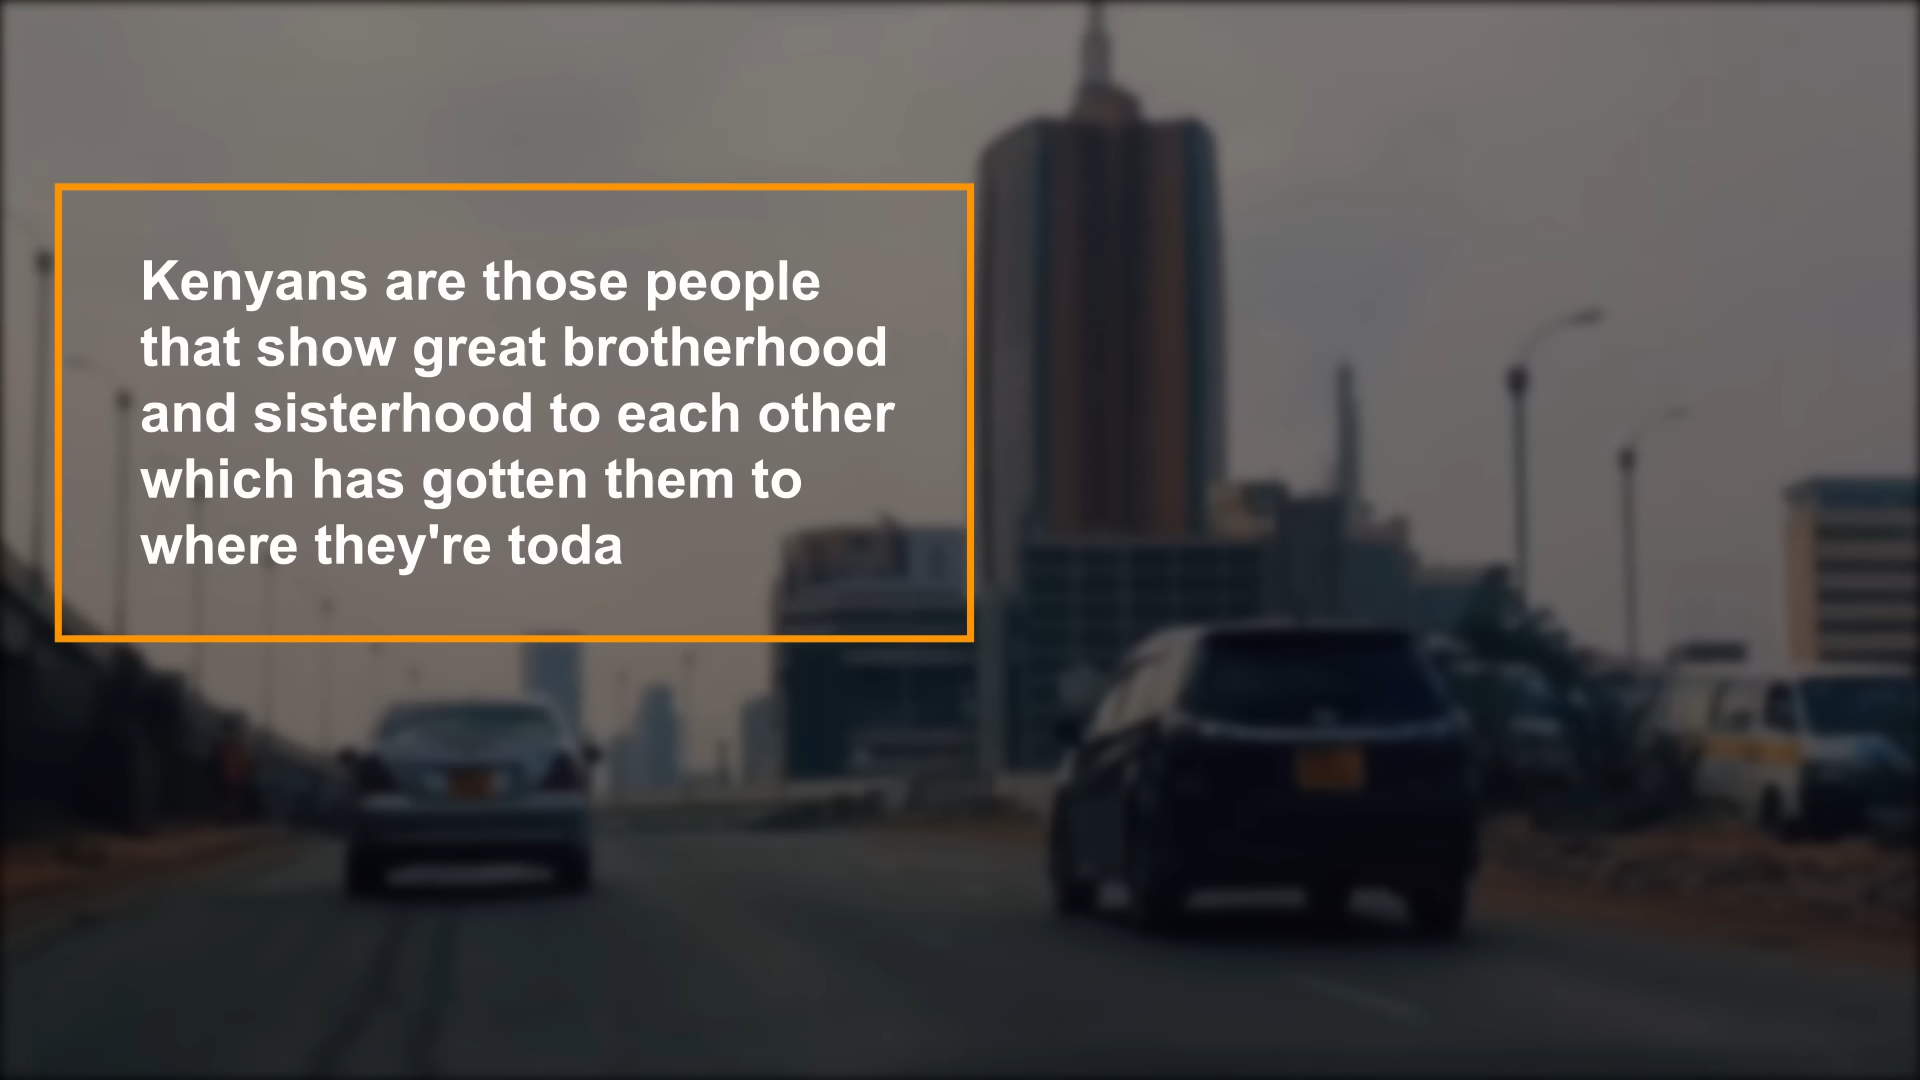 Kenyans are those people
that show great brotherhood
and sisterhood to each other
which has gotten them to
where they're toda